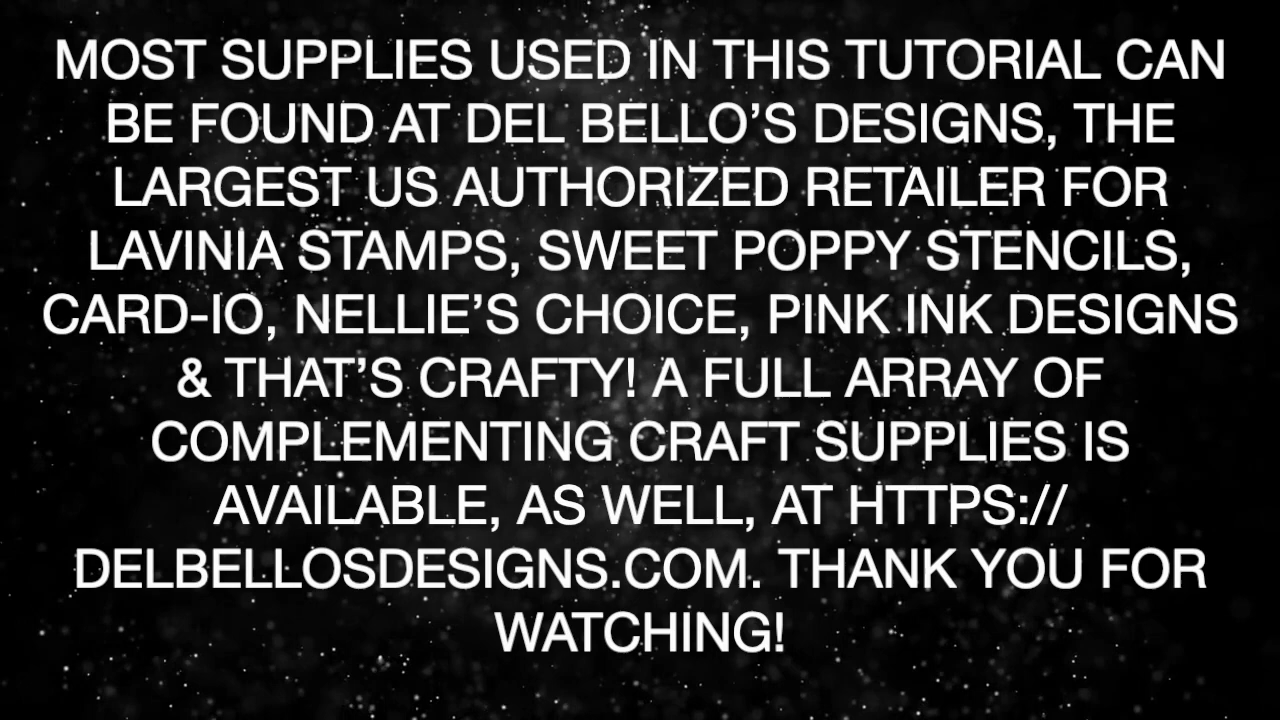 MOST SUPPLIES USED IN THIS TUTORIAL CAN
BE FOUND AT DEL BELLO’S DESIGNS, THE
LARGEST US AUTHORIZED RETAILER FOR
LAVINIA STAMPS, SWEET POPPY STENCILS,
CARD-IO, NELLIE’S CHOICE, PINK INK DESIGNS
& THAT’S CRAFTY! A FULL ARRAY OF
COMPLEMENTING CRAFT SUPPLIES IS
AVAILABLE, AS WELL, AT HTTPS://
DELBELLOSDESIGNS.COM. THANK YOU FOR
WATCHING!